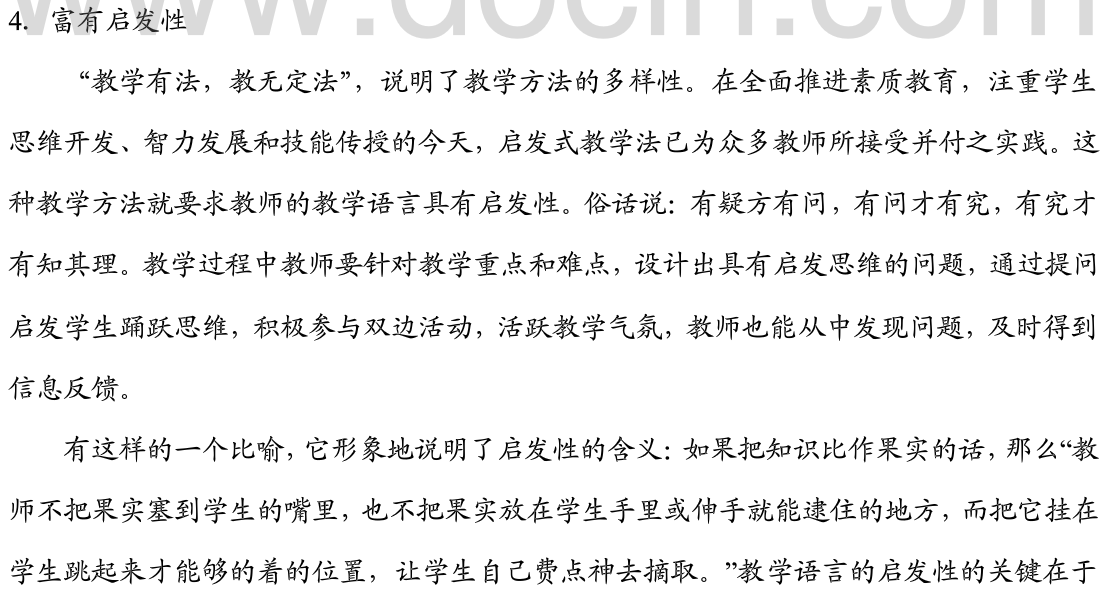 www.docin.com
4. 富有启发性
“教学有法，教无定法”，说明了教学方法的多样性。在全面推进素质教育，注重学生
思维开发、智力发展和技能传授的今天，启发式教学法已为众多教师所接受并付之实践。这
种教学方法就要求教师的教学语言具有启发性。俗话说：有疑方有问，有问才有究，有究才
有知其理。教学过程中教师要针对教学重点和难点，设计出具有启发思维的问题，通过提问
启发学生踊跃思维，积极参与双边活动，活跃教学气氛，教师也能从中发现问题，及时得到
信息反馈。
有这样的一个比喻，它形象地说明了启发性的含义：如果把知识比作果实的话，那么“教
师不把果实塞到学生的嘴里，也不把果实放在学生手里或伸手就能逮住的地方，而把它挂在
学生跳起来才能够的着的位置，让学生自己费点神去摘取。”教学语言的启发性的关键在于